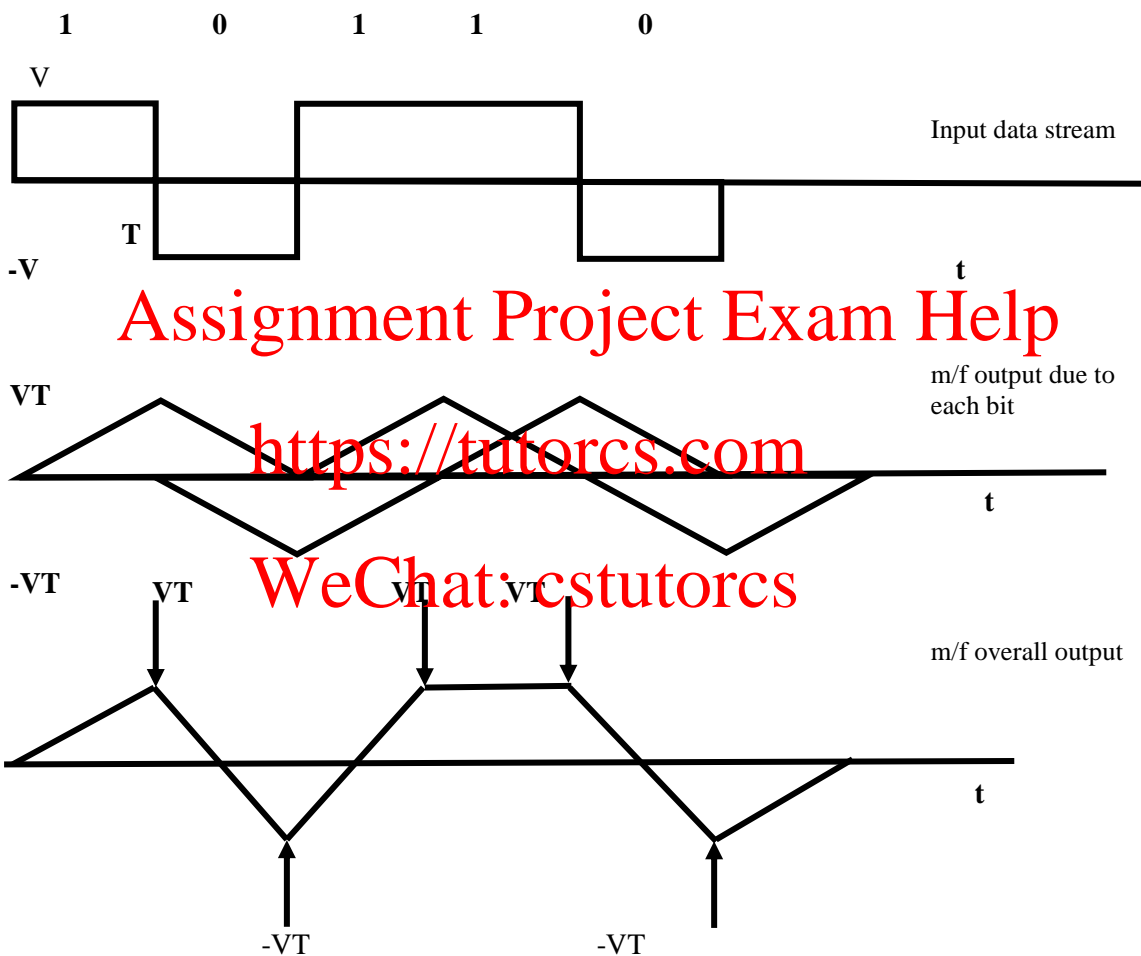 1 0 1 1 0
V
Input data stream
T
-V
t
Assignment Project Exam Help
m/f output due to
each bit
VT
https://tutorcs.com
t
-VT
VT VT VT
WeChat: cstutorcs
m/f overall output
t
-VT -VT